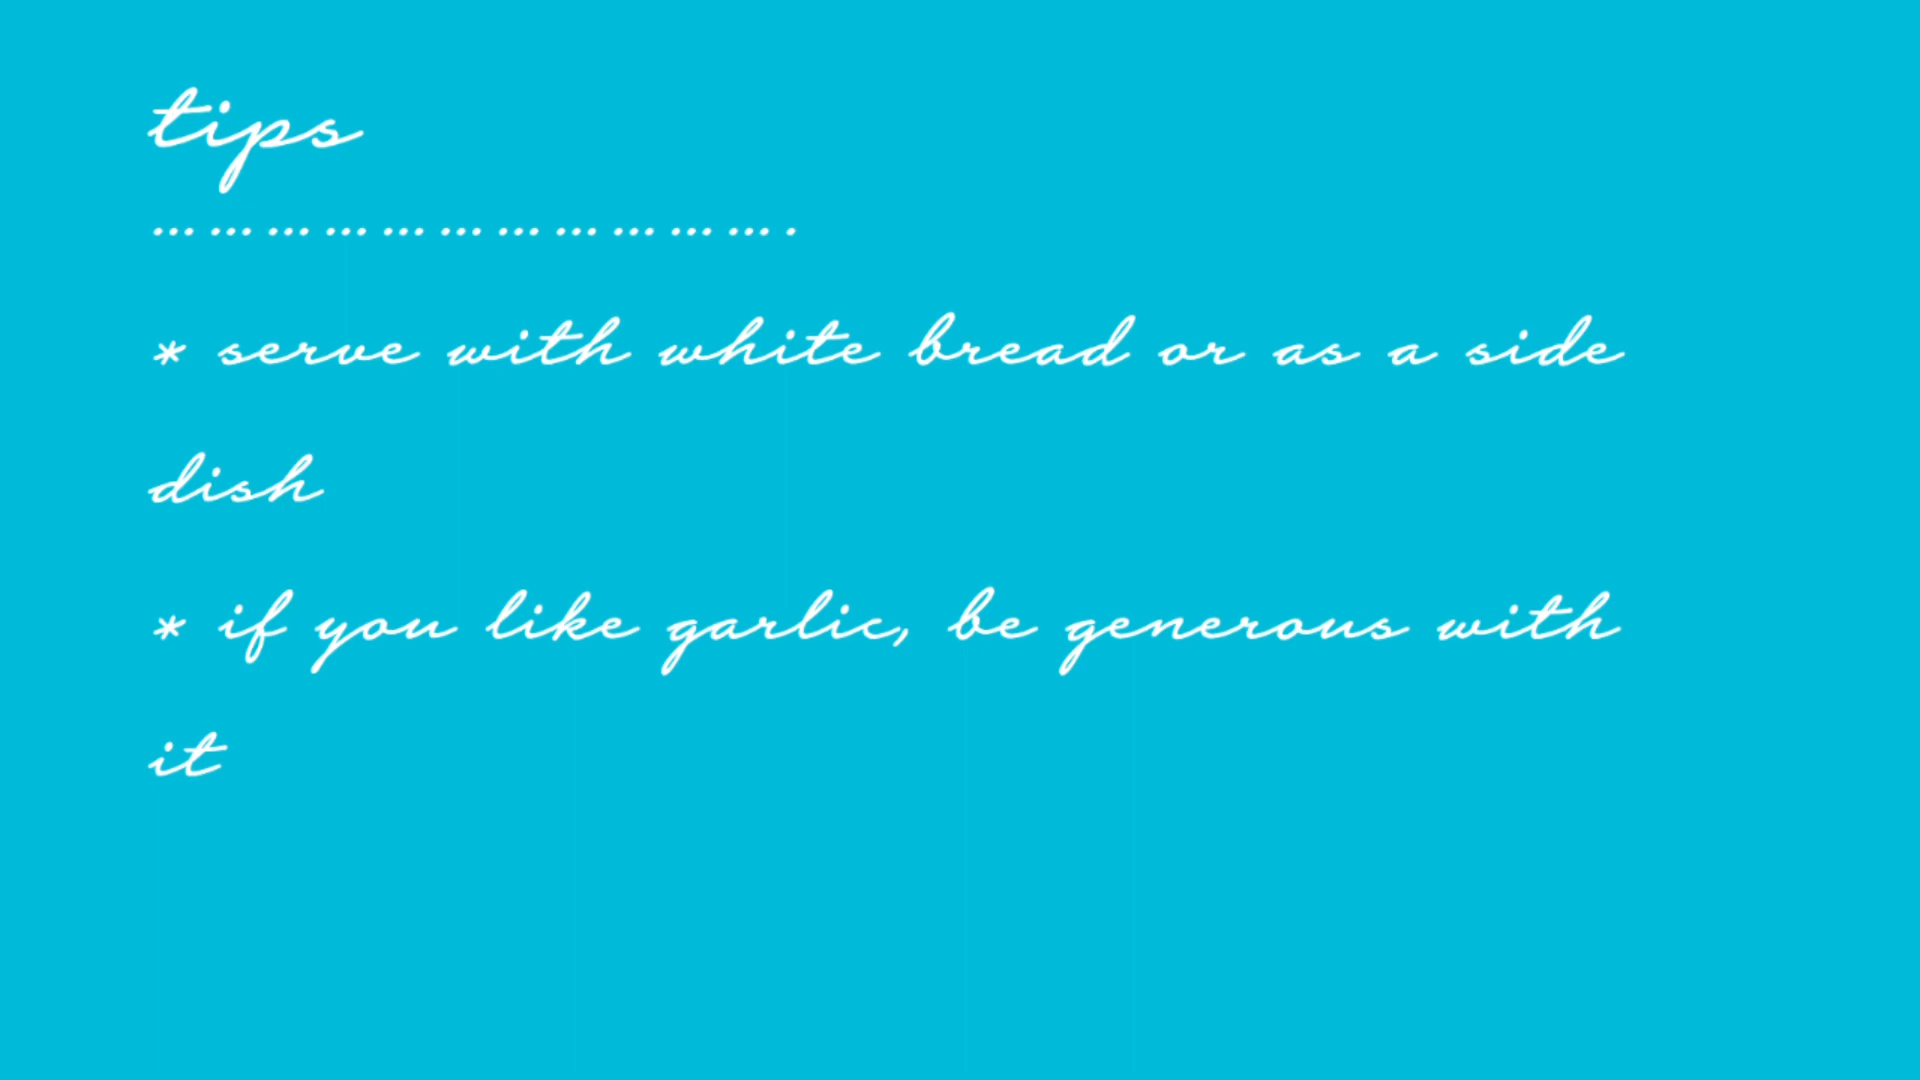 tips
………………………………….
* serve with white bread or as a side
dish
* if you like garlic, be generous with
it